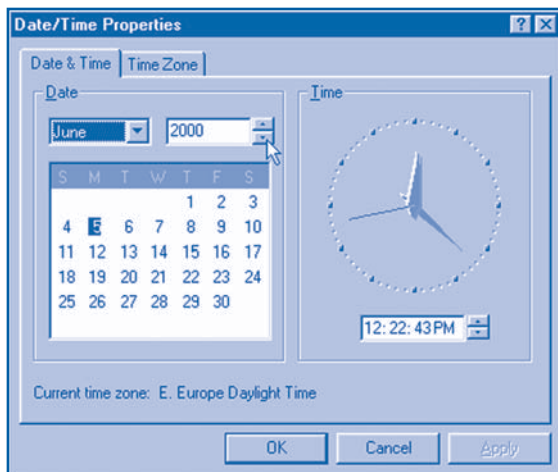 Date/Time Properties
Date & Time Time Zone
Date
Time
June 2000
S M T W T F S
1 2 3
4 5 6 7 8 9 10
11 12 13 14 15 16 17
18 19 20 21 22 23 24
25 26 27 28 29 30
12:22:43PM
Current time zone: E. Europe Daylight Time
OK Cancel Apply